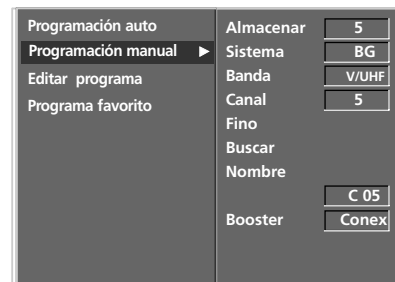 Programación auto
Programación manual ▶
Editar programa
Programa favorito
Almacenar 5
Sistema BG
Banda V/UHF
Canal 5
Fino
Buscar
Nombre
C 05
Booster Conex